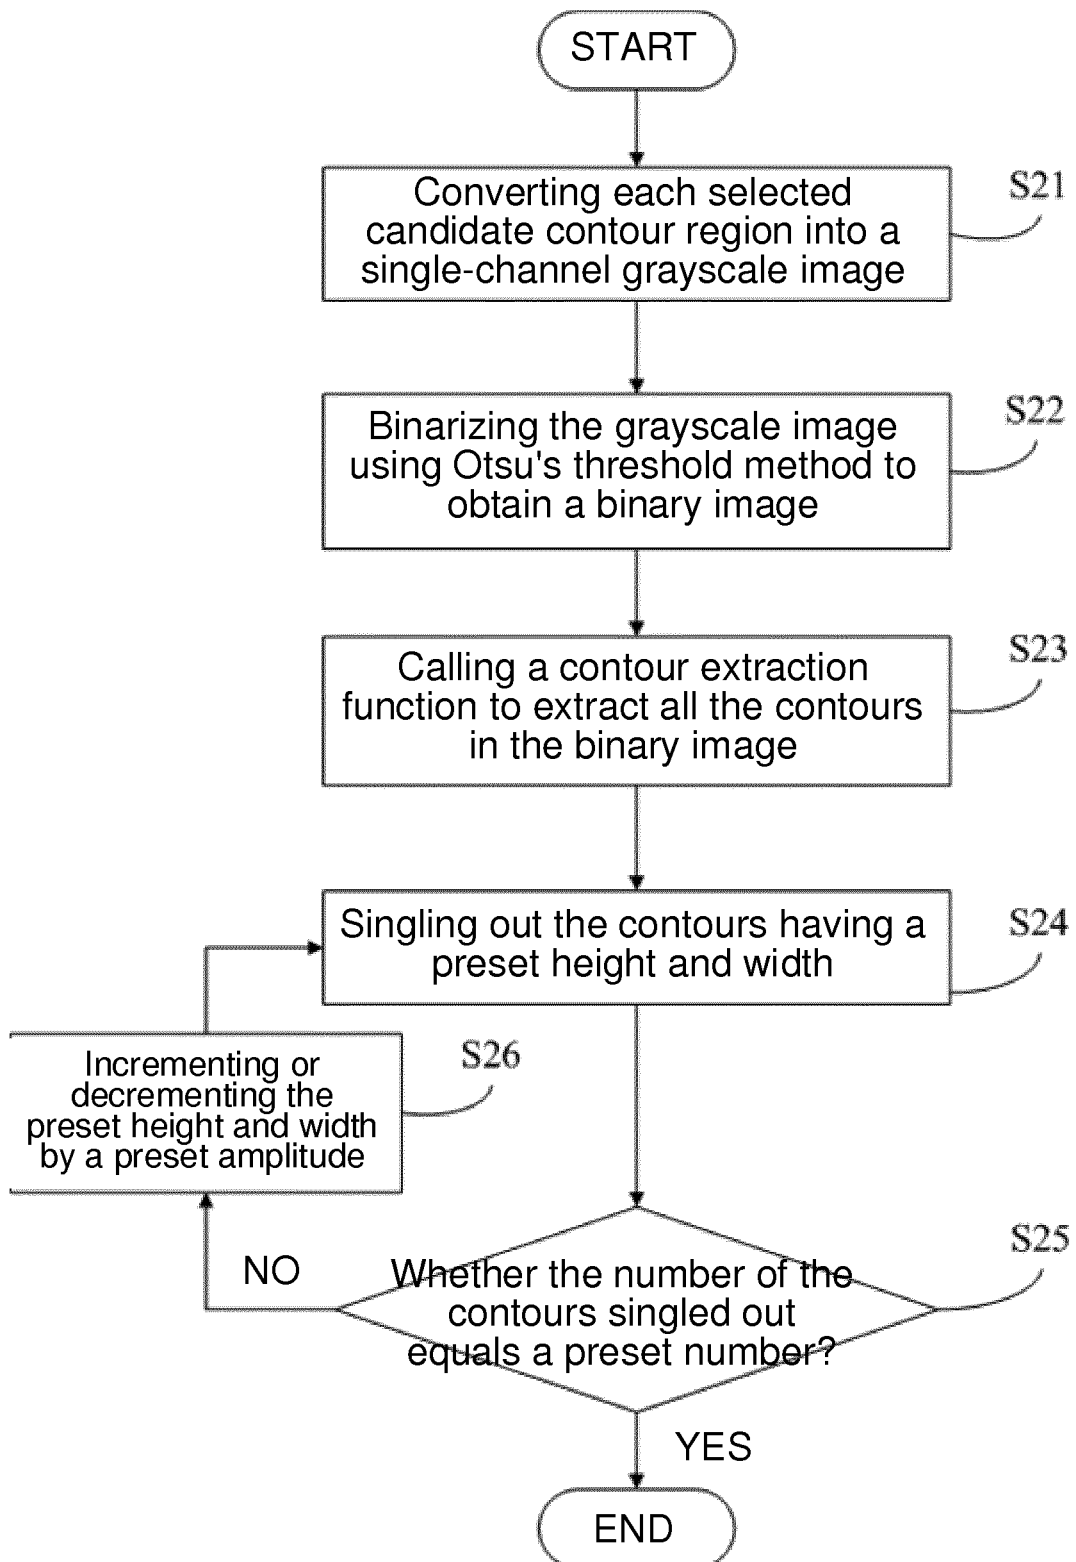 START
Converting each selected
candidate contour region into a
single-channel grayscale image
S21
Binarizing the grayscale image
using Otsu's threshold method to
obtain a binary image
S22
Calling a contour extraction
function to extract all the contours
in the binary image
S23
Singling out the contours having a
preset height and width
S24
Incrementing or
decrementing the
preset height and width
by a preset amplitude
S26
NO
Whether the number of the
contours singled out
equals a preset number?
S25
YES
END